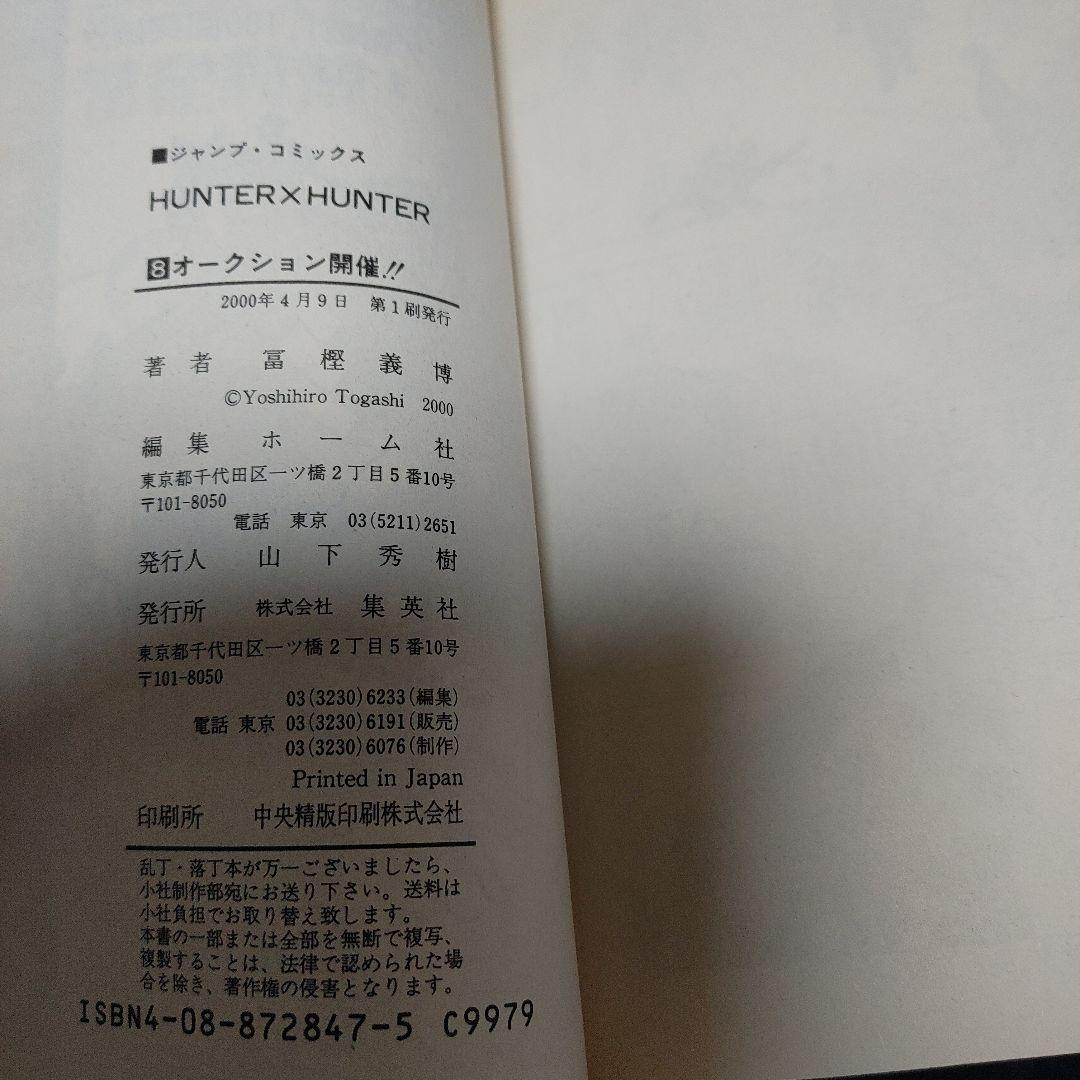 ■ジャンプ・コミックス
HUNTER×HUNTER
8オークション開催!!
2000年4月9日 第1刷発行
著者 冨樫義博
©Yoshihiro Togashi 2000
編集 ホーム社
東京都千代田区一ツ橋2丁目5番10号
〒101-8050
電話 東京 03(5211)2651
発行人 山下秀樹
発行所 株式会社 集英社
東京都千代田区一ツ橋2丁目5番10号
〒101-8050
03(3230)6233(編集)
電話 東京 03(3230)6191(販売)
03(3230)6076(制作)
Printed in Japan
印刷所 中央精版印刷株式会社
乱丁・落丁本が万一ございましたら、
小社制作部宛にお送り下さい。送料は
小社負担でお取り替え致します。
本書の一部または全部を無断で複写、
複製することは、法律で認められた場
合を除き、著作権の侵害となります。
ISBN4-08-872847-5 C9979